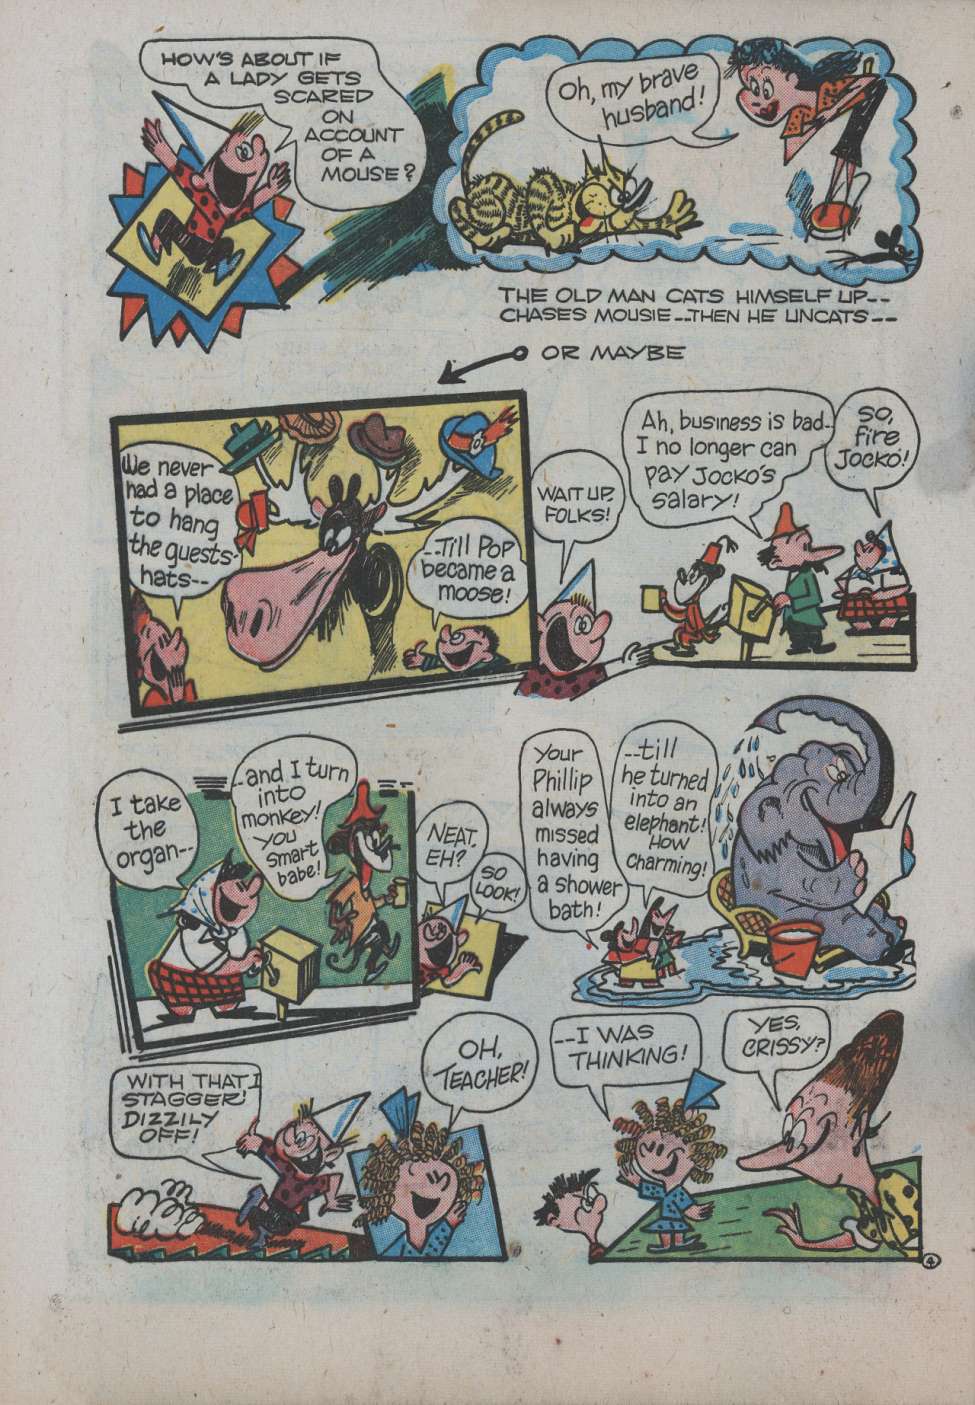 HOW'S ABOUT IF
A LADY GETS
SCARED
ON
ACCOUNT
OF A
MOUSE?
Oh, my brave
husband!
THE OLD MAN CATS HIMSELF UP--
CHASES MOUSIE--THEN HE UNCATS--
OR MAYBE
We never
had a place
to hang
the guests'
hats--
--Till POP
became a
moose!
WAIT UP,
FOLKS!
Ah, business is bad--
I no longer can
pay Jocko's
salary!
SO,
fire
JOCKO!
I take
the
organ--
--and I turn
into
monkey!
you
smart
babe!
NEAT,
EH?
SO
LOOK!
Your
Phillip
always
missed
having
a shower
bath!
--till
he turned
into an
elephant!
How
charming!
WITH THAT I
STAGGER
DIZZILY
OFF!
OH,
TEACHER!
--I WAS
THINKING!
YES,
CRISSY?
4